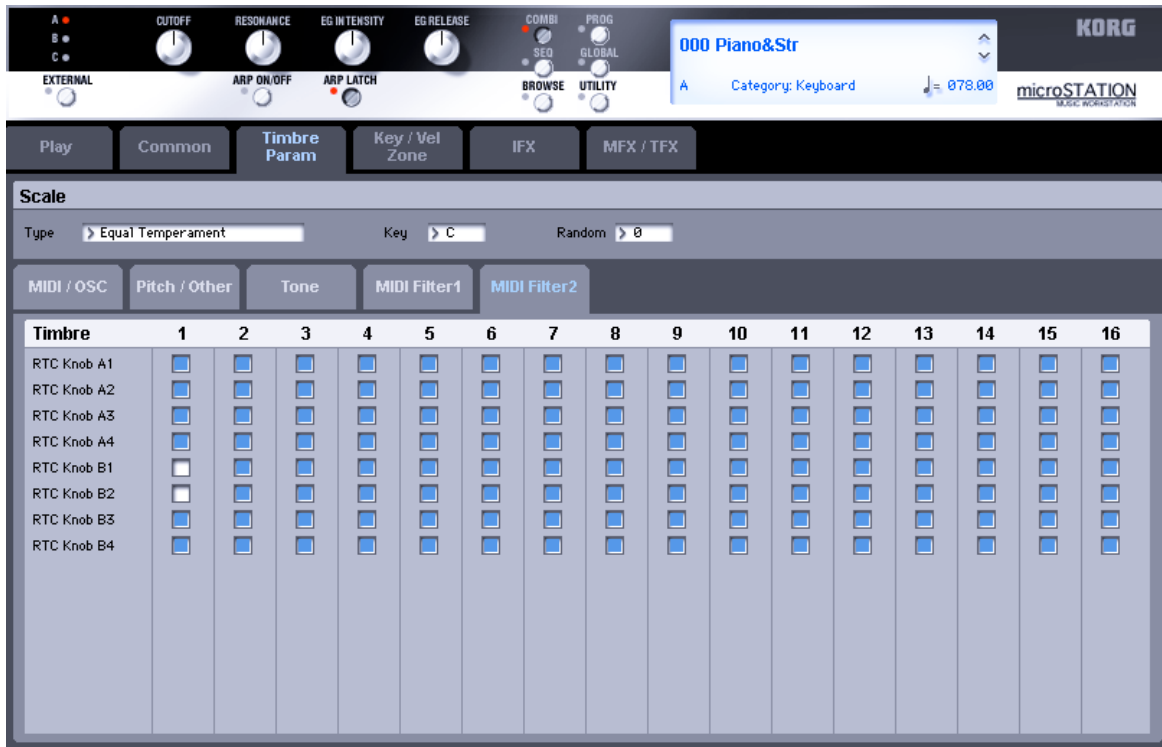 A
B
C
CUTOFF RESONANCE EG INTENSITY EG RELEASE
COMBI PROG
SEQ GLOBAL
EXTERNAL ARP ON/OFF ARP LATCH BROWSE UTILITY
000 Piano&Str
A Category: Keyboard ♩= 078.00
KORG
microSTATION
MUSIC WORKSTATION
Play Common Timbre Param Key / Vel Zone IFX MFX / TFX
Scale
Type Equal Temperament Key C Random 0
MIDI / OSC Pitch / Other Tone MIDI Filter1 MIDI Filter2
Timbre 1 2 3 4 5 6 7 8 9 10 11 12 13 14 15 16
RTC Knob A1
RTC Knob A2
RTC Knob A3
RTC Knob A4
RTC Knob B1
RTC Knob B2
RTC Knob B3
RTC Knob B4